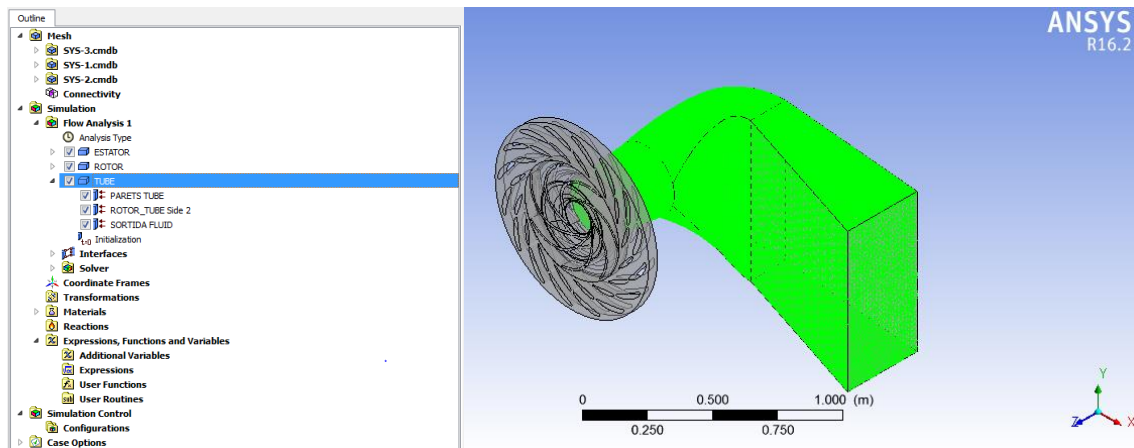 Outline
Mesh
SYS-3.cmdb
SYS-1.cmdb
SYS-2.cmdb
Connectivity
Simulation
Flow Analysis 1
Analysis Type
ESTATOR
ROTOR
TUBE
PARETS TUBE
ROTOR_TUBE Side 2
SORTIDA FLUID
t=0 Initialization
Interfaces
Solver
Coordinate Frames
Transformations
Materials
Reactions
Expressions, Functions and Variables
Additional Variables
Expressions
User Functions
User Routines
Simulation Control
Configurations
Case Options
ANSYS
R16.2
0 0.500 1.000 (m)
0.250 0.750
Y
Z X